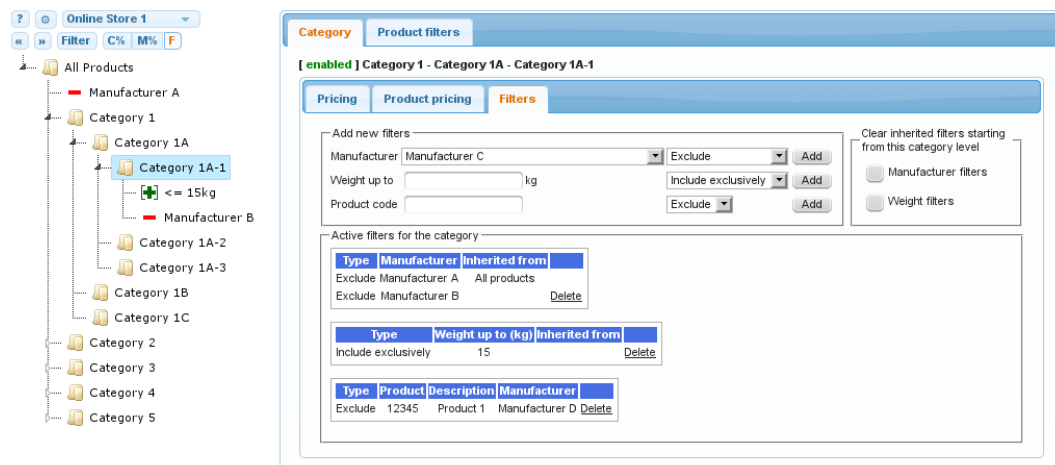 ? Online Store 1
« » Filter C% M% F
All Products
Manufacturer A
Category 1
Category 1A
Category 1A-1
<= 15kg
Manufacturer B
Category 1A-2
Category 1A-3
Category 1B
Category 1C
Category 2
Category 3
Category 4
Category 5
Category Product filters
[ enabled ] Category 1 - Category 1A - Category 1A-1
Pricing Product pricing Filters
Add new filters
Manufacturer Manufacturer C Exclude Add
Weight up to kg Include exclusively Add
Product code Exclude Add
Clear inherited filters starting
from this category level
Manufacturer filters
Weight filters
Active filters for the category
Type Manufacturer Inherited from
Exclude Manufacturer A All products
Exclude Manufacturer B Delete
Type Weight up to (kg) Inherited from
Include exclusively 15 Delete
Type Product Description Manufacturer
Exclude 12345 Product 1 Manufacturer D Delete